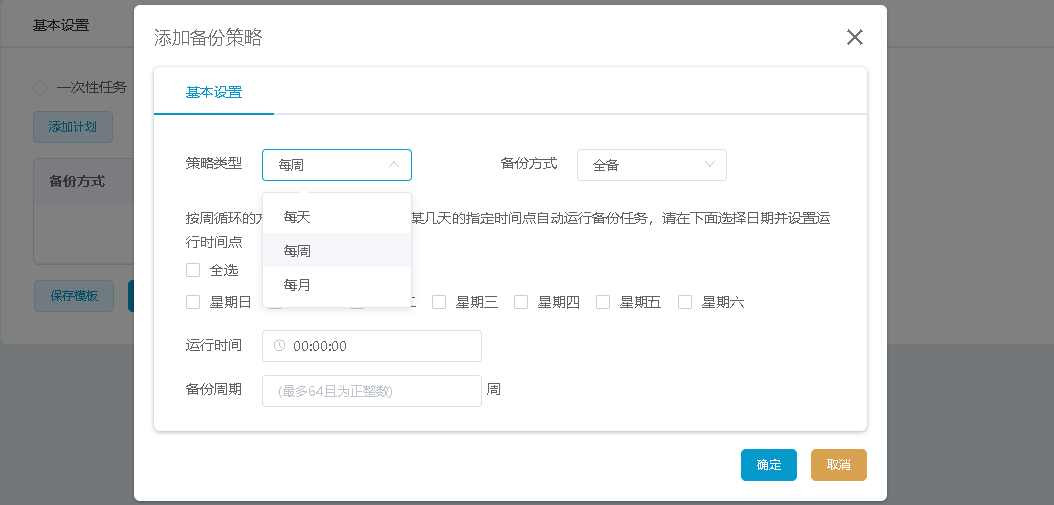 基本设置
一次性任务
添加计划
备份方式
保存模板
添加备份策略
基本设置
策略类型 每周 备份方式 全备
每天
每周
每月
按周循环的 某几天的指定时间点自动运行备份任务，请在下面选择日期并设置运
行时间点
全选
星期日 星期三 星期四 星期五 星期六
运行时间 00:00:00
备份周期 (最多64且为正整数) 周
确定 取消